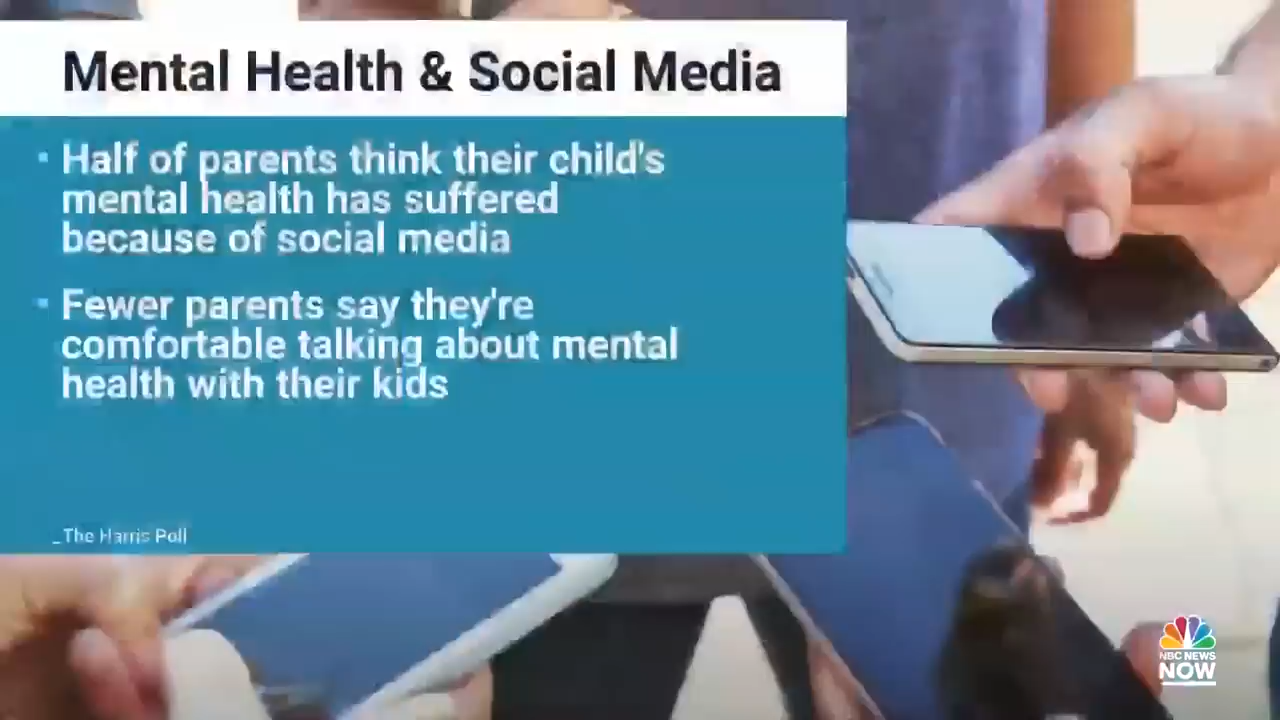 Mental Health & Social Media
▪ Half of parents think their child's
mental health has suffered
because of social media
▪ Fewer parents say they're
comfortable talking about mental
health with their kids
_The Harris Poll
NBC NEWS
NOW